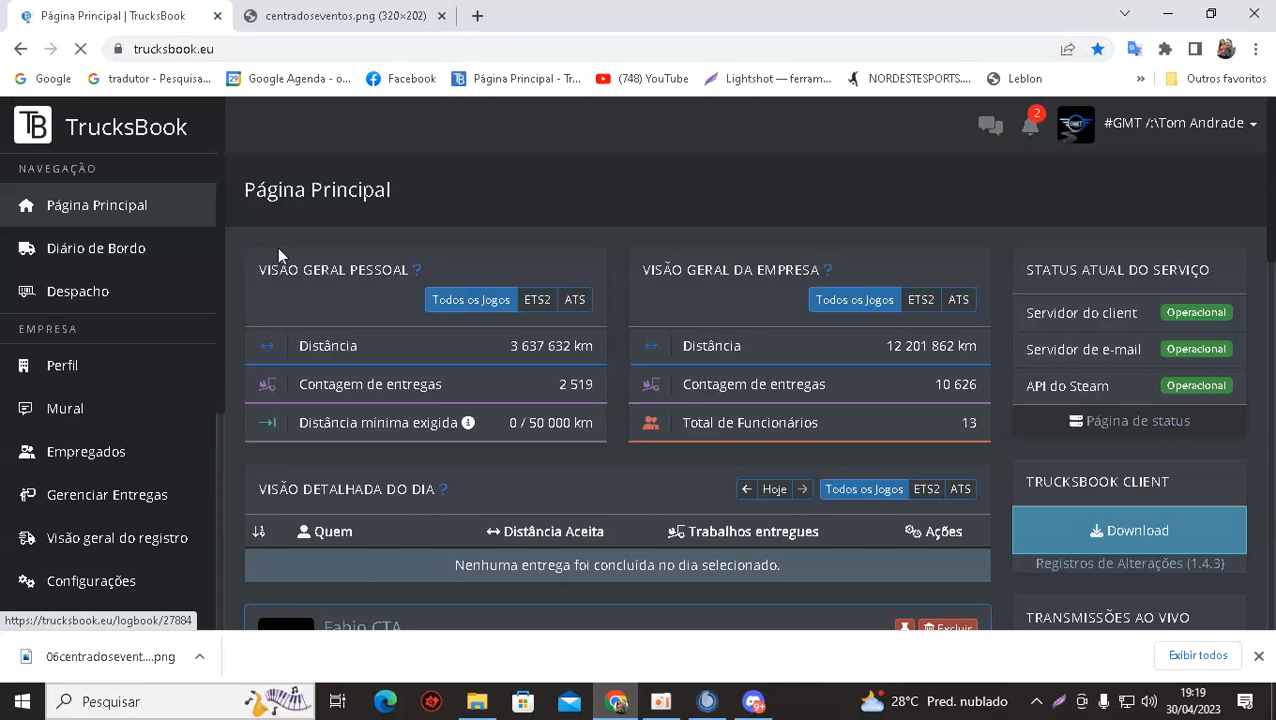 Página Principal | TrucksBook
centradoseventos.png (320×202)
trucksbook.eu
Google
tradutor - Pesquisa...
Google Agenda - o...
Facebook
Página Principal - Tr...
(748) YouTube
Lightshot — ferram...
NORDESTESPORTS....
Leblon
»
Outros favoritos
TB TrucksBook
2
GMT
#GMT /:\Tom Andrade
NAVEGAÇÃO
Página Principal
Diário de Bordo
Despacho
EMPRESA
Perfil
Mural
Empregados
Gerenciar Entregas
Visão geral do registro
Configurações
https://trucksbook.eu/logbook/27884
Página Principal
VISÃO GERAL PESSOAL ?
Todos os Jogos ETS2 ATS
Distância 3 637 632 km
Contagem de entregas 2 519
Distância mínima exigida 0 / 50 000 km
VISÃO GERAL DA EMPRESA ?
Todos os Jogos ETS2 ATS
Distância 12 201 862 km
Contagem de entregas 10 626
Total de Funcionários 13
VISÃO DETALHADA DO DIA ?
Hoje
Todos os Jogos ETS2 ATS
Quem Distância Aceita Trabalhos entregues Ações
Nenhuma entrega foi concluída no dia selecionado.
Fabio CTA
Excluir
STATUS ATUAL DO SERVIÇO
Servidor do client Operacional
Servidor de e-mail Operacional
API do Steam Operacional
Página de status
TRUCKSBOOK CLIENT
Download
Registros de Alterações (1.4.3)
TRANSMISSÕES AO VIVO
06centradosevent....png
Exibir todos
Pesquisar
28°C Pred. nublado
19:19
30/04/2023